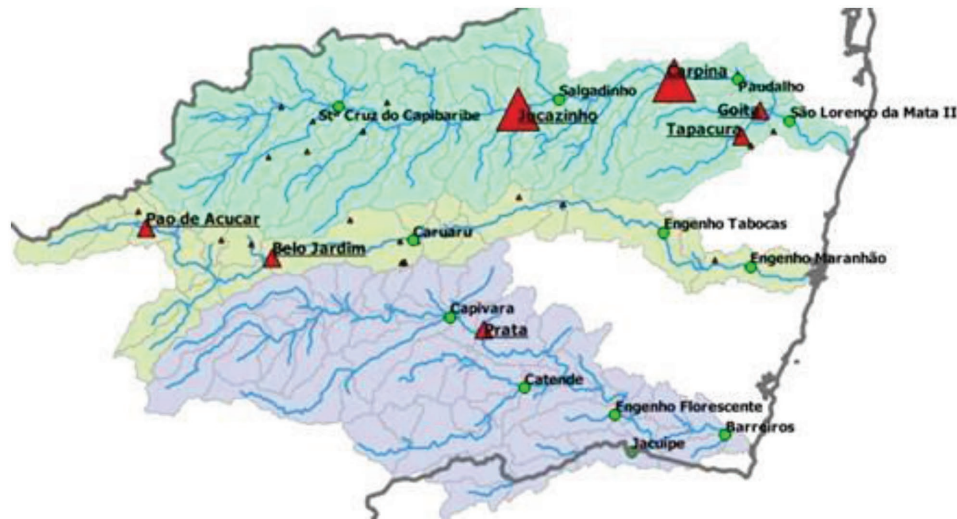 Carpina
Paudalho
Salgadinho
Goita
São Lorenço da Mata II
Stª Cruz do Capibaribe
Jucazinho
Tapacura
Pao de Acucar
Engenho Tabocas
Caruaru
Belo Jardim
Engenho Maranhão
Capivara
Prata
Catende
Engenho Florescente
Barreiros
Jacuipe